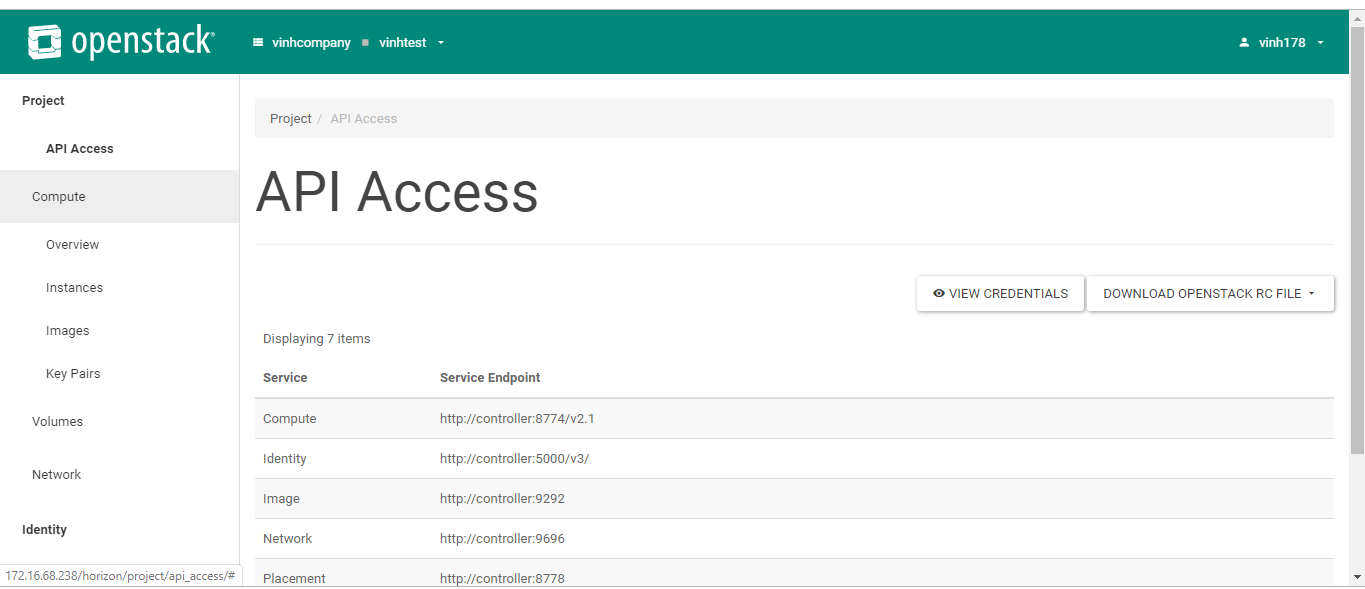 openstack®
vinhcompany vinhtest
vinh178
Project
API Access
Compute
Overview
Instances
Images
Key Pairs
Volumes
Network
Identity
172.16.68.238/horizon/project/api_access/#
Project / API Access
API Access
VIEW CREDENTIALS
DOWNLOAD OPENSTACK RC FILE
Displaying 7 items
Service Service Endpoint
Compute http://controller:8774/v2.1
Identity http://controller:5000/v3/
Image http://controller:9292
Network http://controller:9696
Placement http://controller:8778